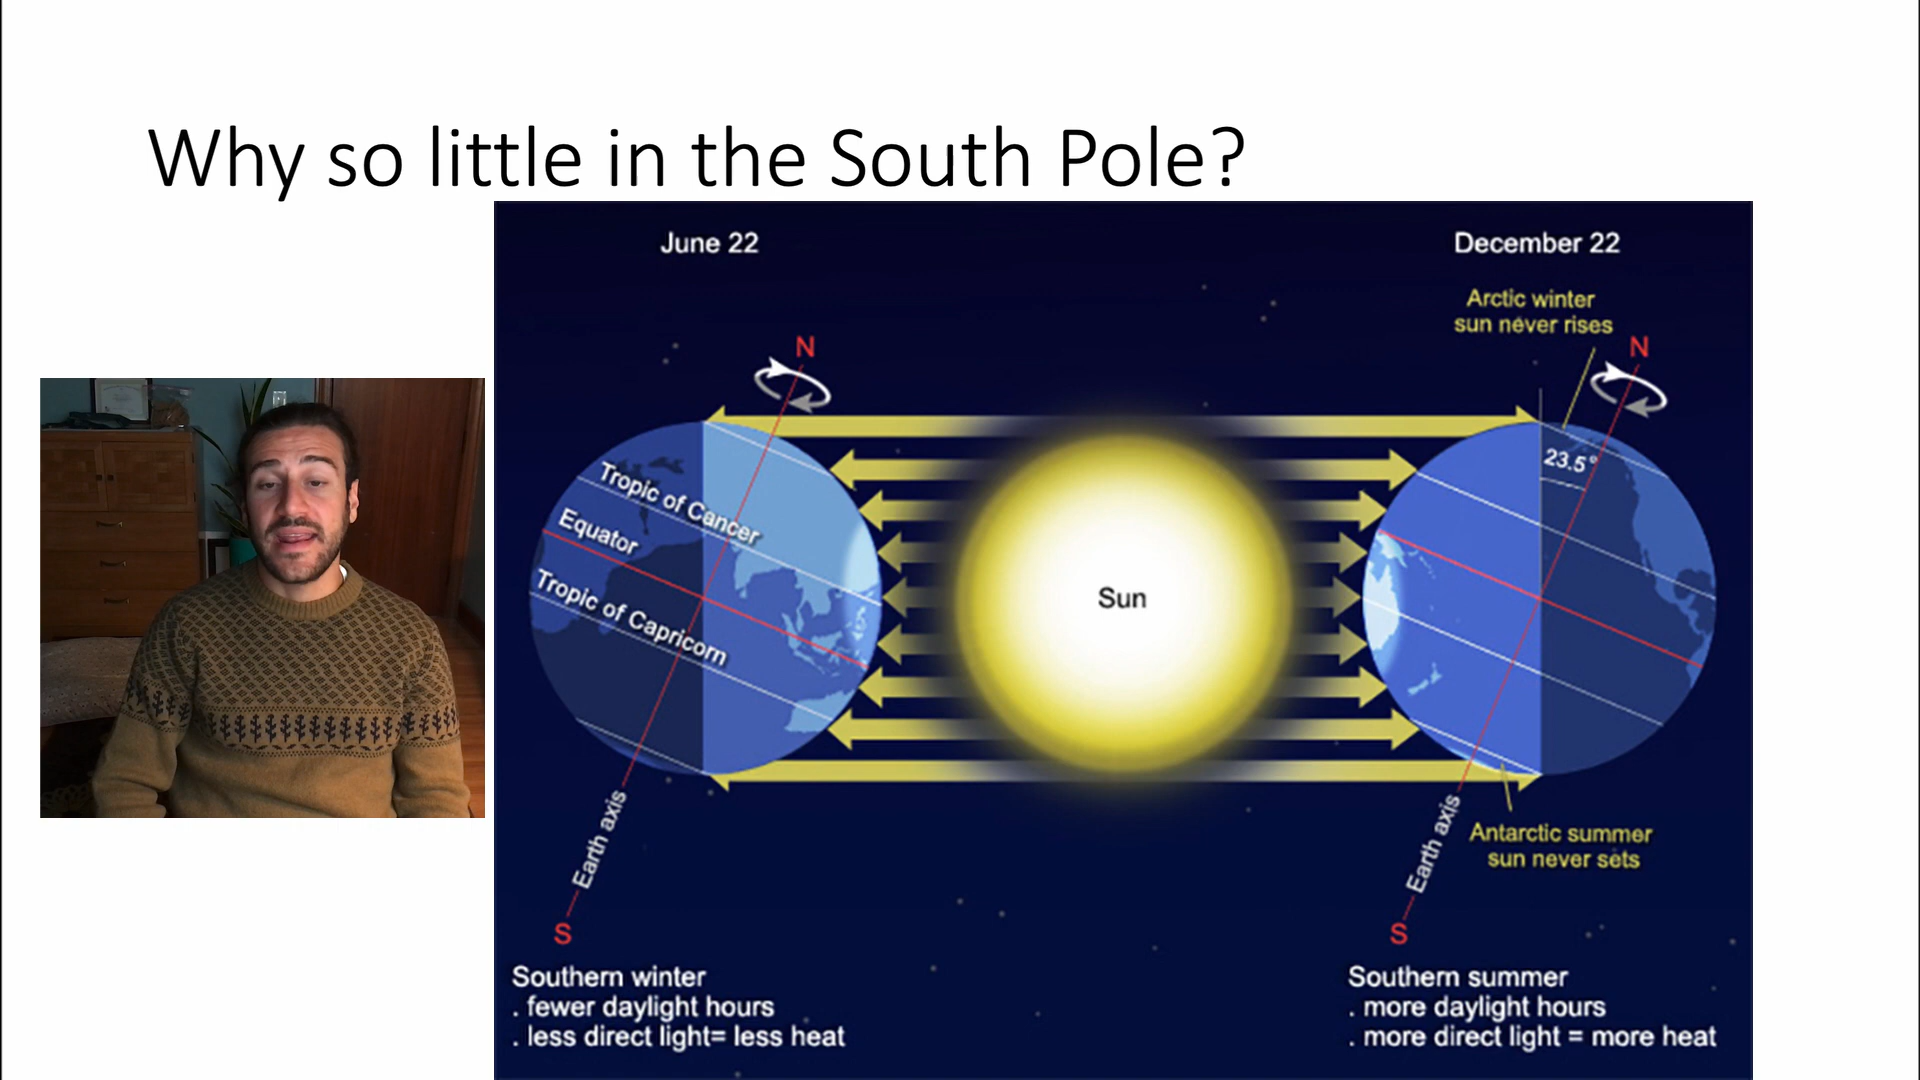 Why so little in the South Pole?
June 22
December 22
Arctic winter
sun never rises
N
N
23.5°
Tropic of Cancer
Equator
Tropic of Capricorn
Sun
Earth axis
Earth axis
Antarctic summer
sun never sets
S
S
Southern winter
. fewer daylight hours
. less direct light= less heat
Southern summer
. more daylight hours
. more direct light = more heat